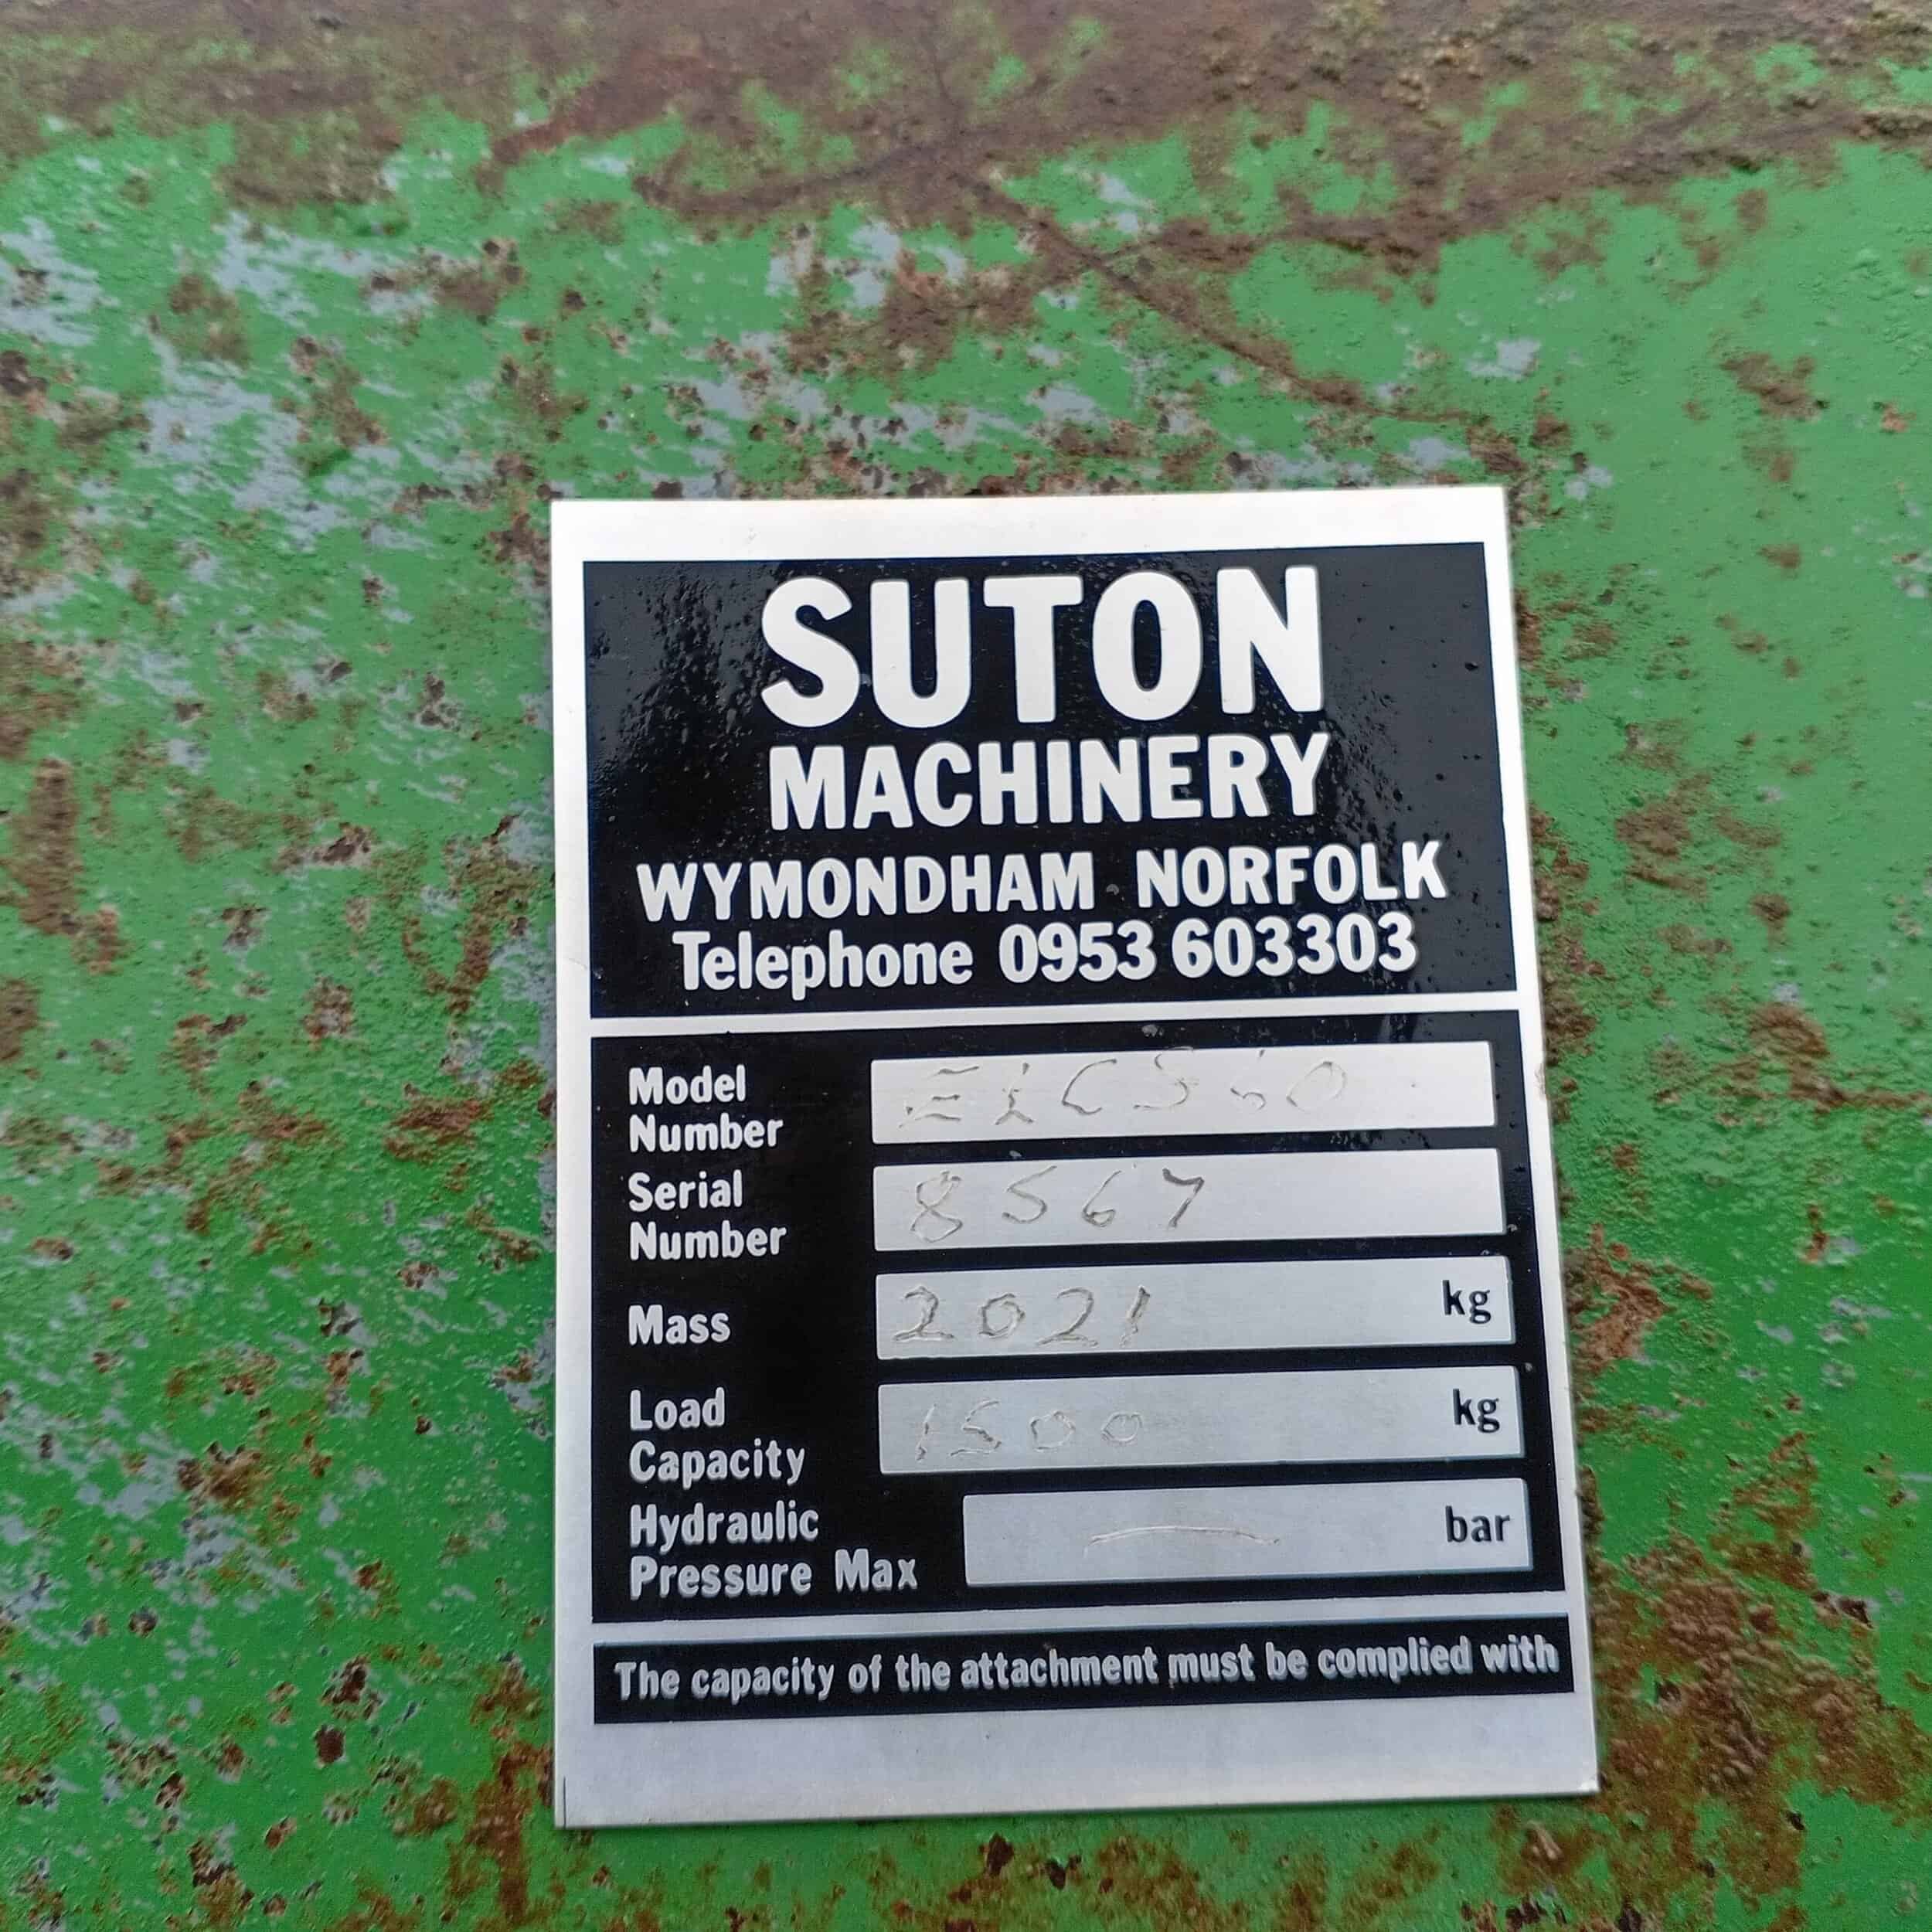 SUTON
MACHINERY
WYMONDHAM NORFOLK
Telephone 0953 603303
Model
Number
Serial
Number 8567
Mass 2021 kg
Load
Capacity 1500 kg
Hydraulic
Pressure Max — bar
The capacity of the attachment must be complied with